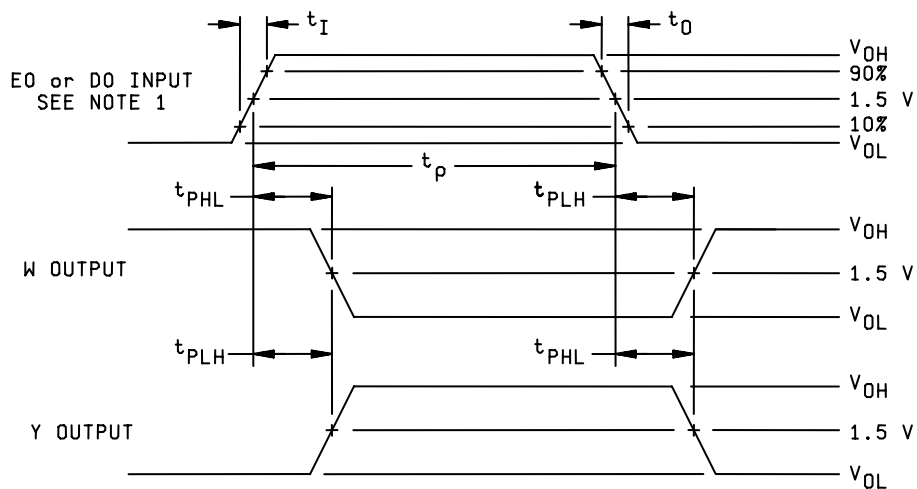 t_I
t_O
V_OH
90%
EO or DO INPUT
SEE NOTE 1
1.5 V
10%
V_OL
t_p
t_PHL
t_PLH
V_OH
W OUTPUT
1.5 V
V_OL
t_PLH
t_PHL
V_OH
Y OUTPUT
1.5 V
V_OL